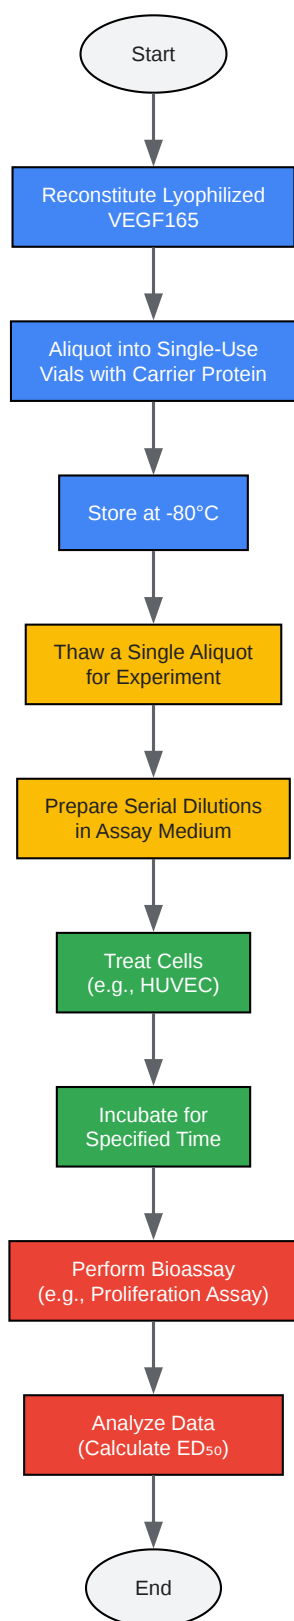 Start
Reconstitute Lyophilized
VEGF165
Aliquot into Single-Use
Vials with Carrier Protein
Store at -80°C
Thaw a Single Aliquot
for Experiment
Prepare Serial Dilutions
in Assay Medium
Treat Cells
(e.g., HUVEC)
Incubate for
Specified Time
Perform Bioassay
(e.g., Proliferation Assay)
Analyze Data
(Calculate ED₅₀)
End